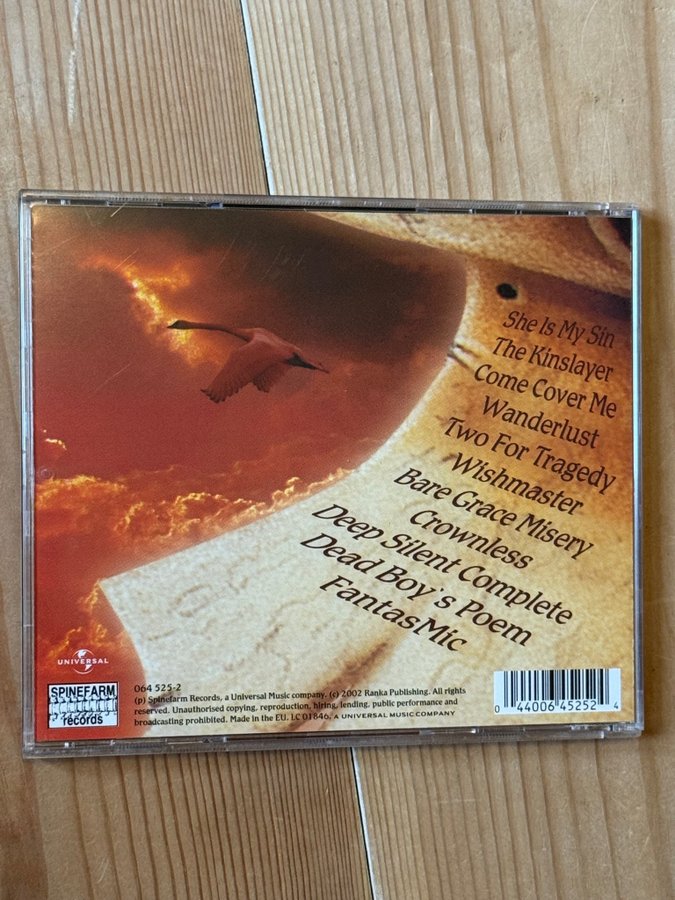 She Is My Sin
The Kinslayer
Come Cover Me
Wanderlust
Two For Tragedy
Wishmaster
Bare Grace Misery
Crownless
Deep Silent Complete
Dead Boy's Poem
FantasMic
UNIVERSAL
SPINEFARM
records
064 525-2
(p) Spinefarm Records, a Universal Music company. (c) 2002 Ranka Publishing. All rights
reserved. Unauthorised copying, reproduction, hiring, lending, public performance and
broadcasting prohibited. Made in the EU. LC 01846. A UNIVERSAL MUSIC COMPANY
0 44006 45252 4